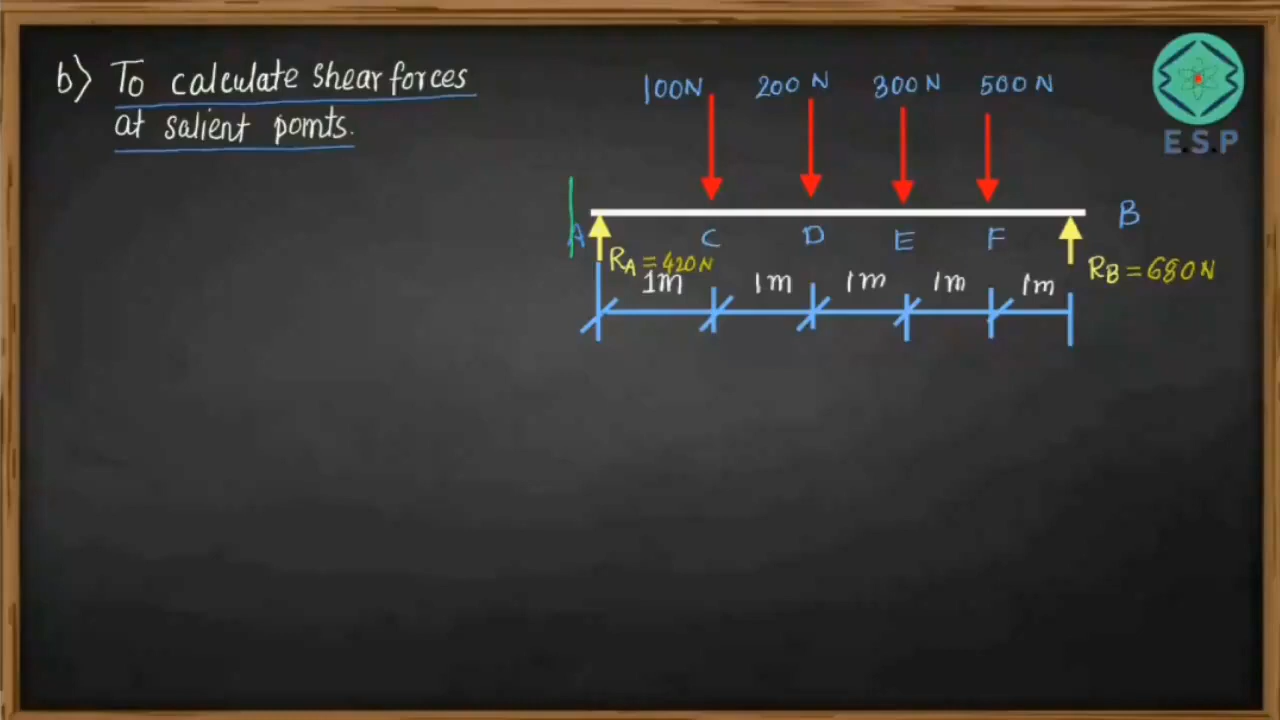 b) To calculate shear forces
at salient points.
100N 200 N 300 N 500 N
E.S.P
A C D E F B
RA = 420 N RB = 680 N
1m 1m 1m 1m 1m